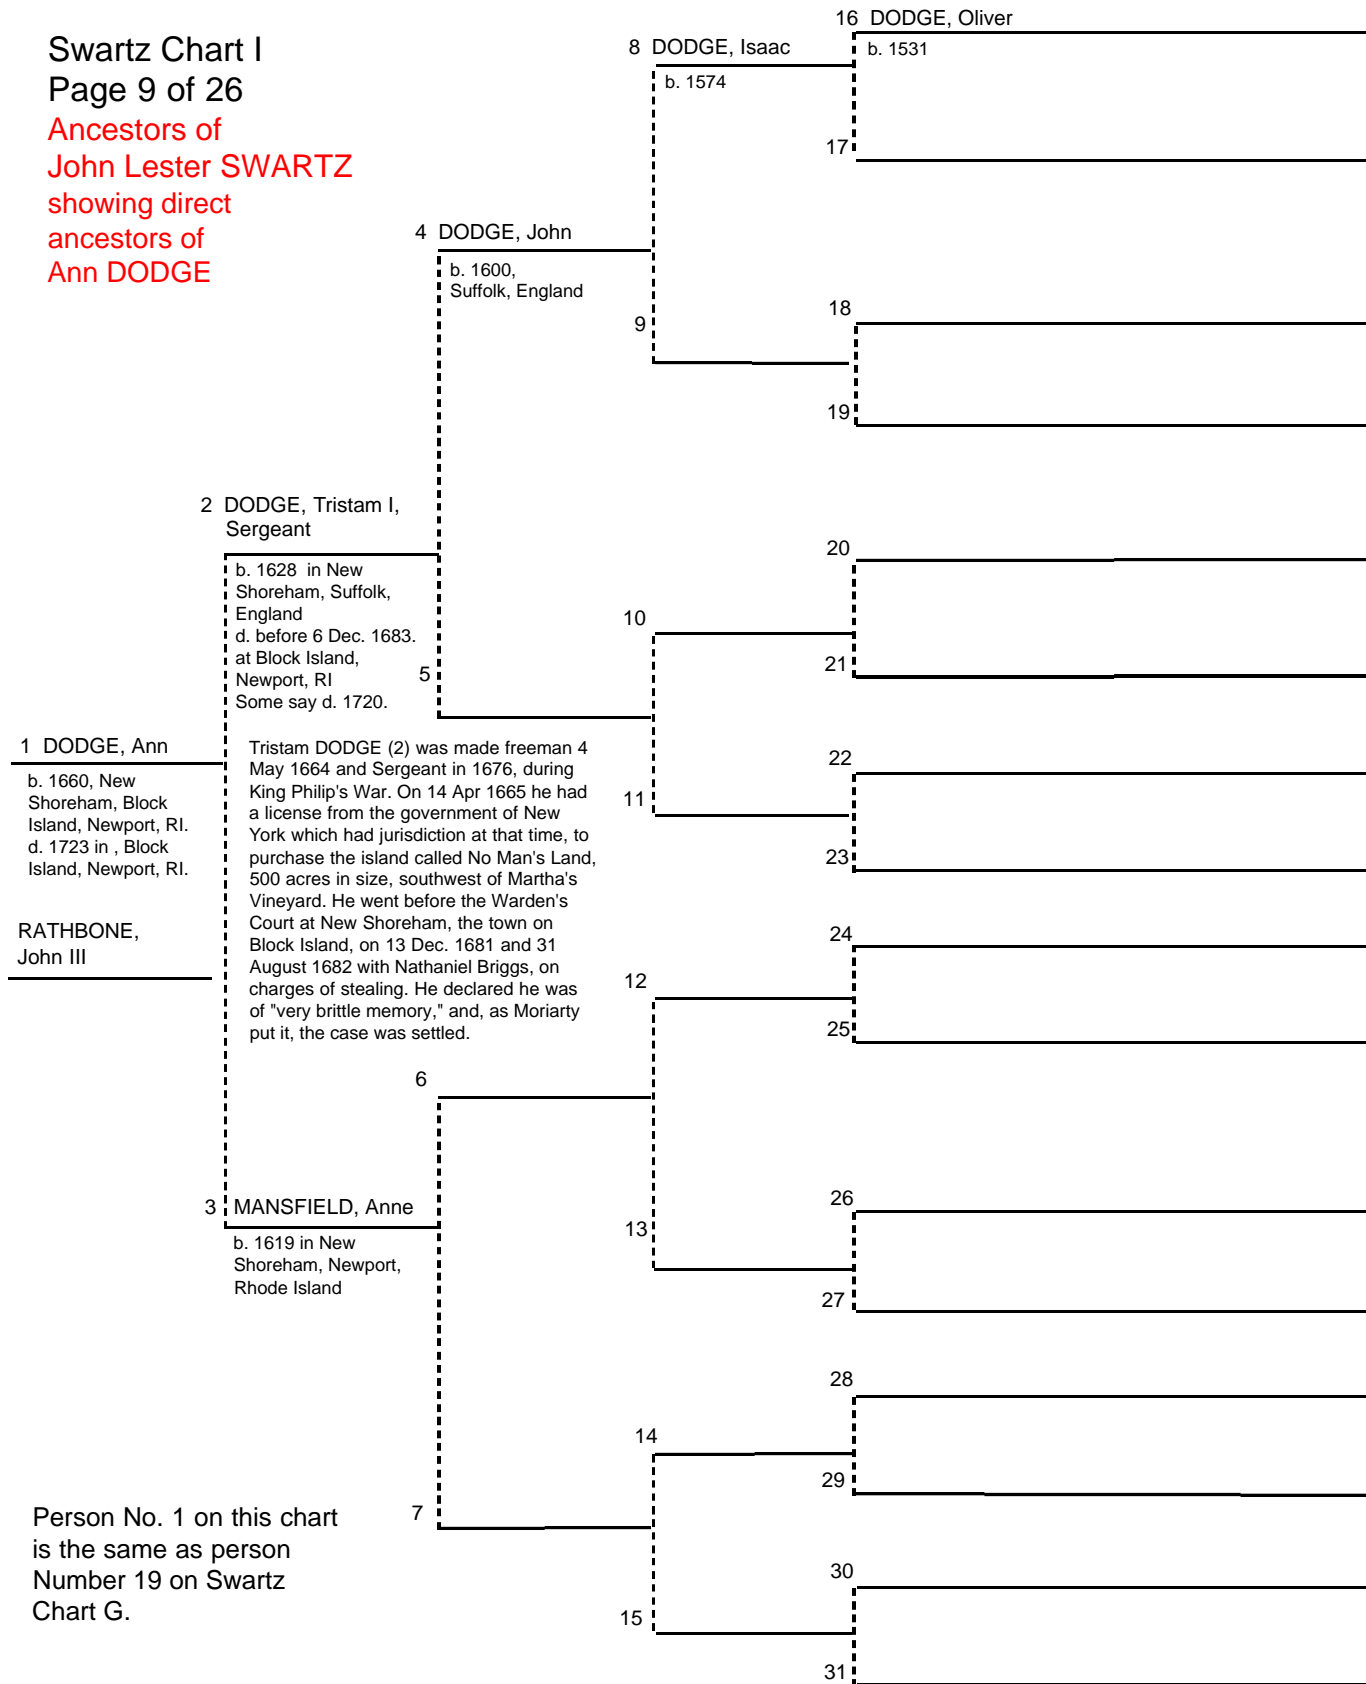 Swartz Chart I
Page 9 of 26
Ancestors of
John Lester SWARTZ
showing direct
ancestors of
Ann DODGE
1 DODGE, Ann
b. 1660, New
Shoreham, Block
Island, Newport, RI.
d. 1723 in , Block
Island, Newport, RI.
RATHBONE,
John III
2 DODGE, Tristam I,
Sergeant
b. 1628 in New
Shoreham, Suffolk,
England
d. before 6 Dec. 1683.
at Block Island,
Newport, RI
Some say d. 1720.
Tristam DODGE (2) was made freeman 4
May 1664 and Sergeant in 1676, during
King Philip's War. On 14 Apr 1665 he had
a license from the government of New
York which had jurisdiction at that time, to
purchase the island called No Man's Land,
500 acres in size, southwest of Martha's
Vineyard. He went before the Warden's
Court at New Shoreham, the town on
Block Island, on 13 Dec. 1681 and 31
August 1682 with Nathaniel Briggs, on
charges of stealing. He declared he was
of "very brittle memory," and, as Moriarty
put it, the case was settled.
3 MANSFIELD, Anne
b. 1619 in New
Shoreham, Newport,
Rhode Island
4 DODGE, John
b. 1600,
Suffolk, England
5
6
7
8 DODGE, Isaac
b. 1574
9
10
11
12
13
14
15
16 DODGE, Oliver
b. 1531
17
18
19
20
21
22
23
24
25
26
27
28
29
30
31
Person No. 1 on this chart
is the same as person
Number 19 on Swartz
Chart G.